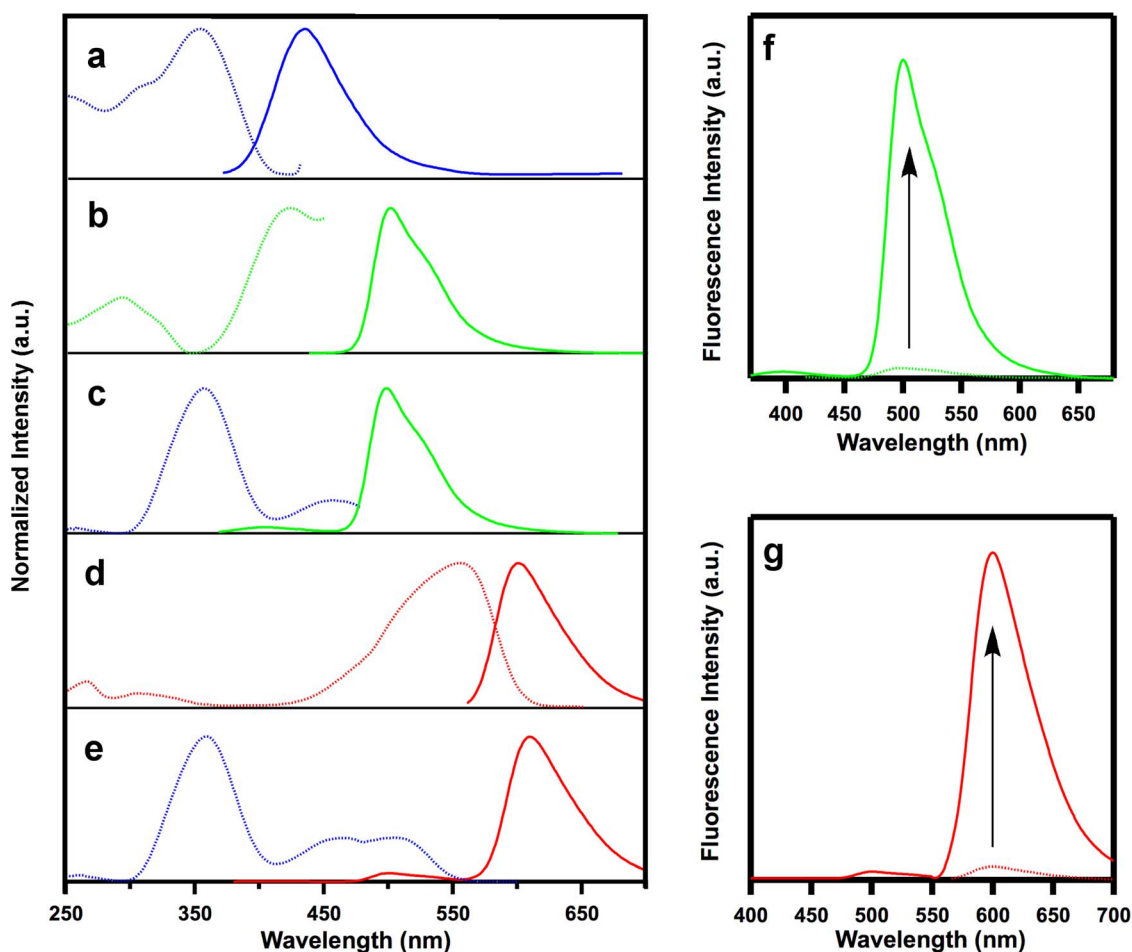 a
b
c
d
e
Normalized Intensity (a.u.)
250 350 450 550 650
Wavelength (nm)
f
Fluorescence Intensity (a.u.)
400 450 500 550 600 650
Wavelength (nm)
g
Fluorescence Intensity (a.u.)
400 450 500 550 600 650 700
Wavelength (nm)